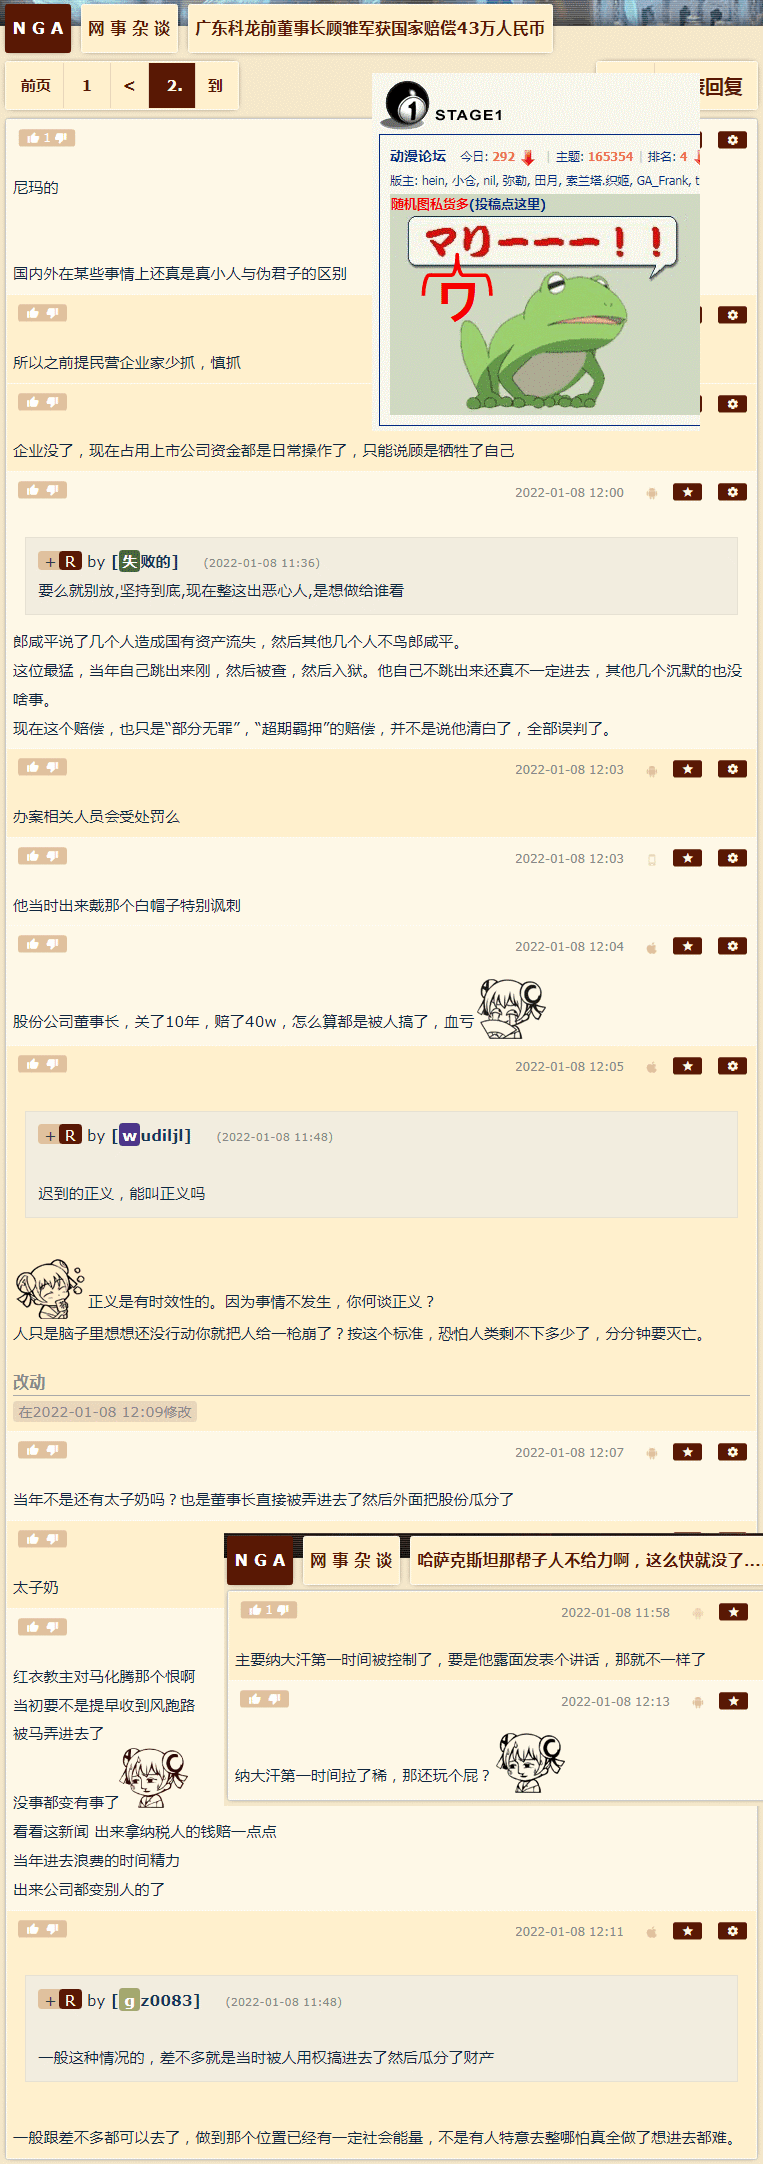 NGA 网事杂谈 广东科龙前董事长顾雏军获国家赔偿43万人民币
前页 1 < 2. 到
回复
STAGE1
动漫论坛 今日: 292 | 主题: 165354 | 排名: 4
版主: hein, 小仓, nil, 弥勒, 田月, 索兰塔.织姬, GA_Frank, t
随机图私货多(投稿点这里)
マリーーー！！
ワ
1
尼玛的
国内外在某些事情上还真是真小人与伪君子的区别
所以之前提民营企业家少抓，慎抓
企业没了，现在占用上市公司资金都是日常操作了，只能说顾是牺牲了自己
2022-01-08 12:00
+ R by [失败的] (2022-01-08 11:36)
要么就别放,坚持到底,现在整这出恶心人,是想做给谁看
郎咸平说了几个人造成国有资产流失，然后其他几个人不鸟郎咸平。
这位最猛，当年自己跳出来刚，然后被查，然后入狱。他自己不跳出来还真不一定进去，其他几个沉默的也没
啥事。
现在这个赔偿，也只是“部分无罪”，“超期羁押”的赔偿，并不是说他清白了，全部误判了。
2022-01-08 12:03
办案相关人员会受处罚么
2022-01-08 12:03
他当时出来戴那个白帽子特别讽刺
2022-01-08 12:04
股份公司董事长，关了10年，赔了40w，怎么算都是被人搞了，血亏
2022-01-08 12:05
+ R by [wudiljl] (2022-01-08 11:48)
迟到的正义，能叫正义吗
正义是有时效性的。因为事情不发生，你何谈正义？
人只是脑子里想想还没行动你就把人给一枪崩了？按这个标准，恐怕人类剩不下多少了，分分钟要灭亡。
改动
在2022-01-08 12:09修改
2022-01-08 12:07
当年不是还有太子奶吗？也是董事长直接被弄进去了然后外面把股份瓜分了
太子奶
NGA 网事杂谈 哈萨克斯坦那帮子人不给力啊，这么快就没了....
1 2022-01-08 11:58
主要纳大汗第一时间被控制了，要是他露面发表个讲话，那就不一样了
2022-01-08 12:13
纳大汗第一时间拉了稀，那还玩个屁？
红衣教主对马化腾那个恨啊
当初要不是提早收到风跑路
被马弄进去了
没事都变有事了
看看这新闻 出来拿纳税人的钱赔一点点
当年进去浪费的时间精力
出来公司都变别人的了
2022-01-08 12:11
+ R by [gz0083] (2022-01-08 11:48)
一般这种情况的，差不多就是当时被人用权搞进去了然后瓜分了财产
一般跟差不多都可以去了，做到那个位置已经有一定社会能量，不是有人特意去整哪怕真全做了想进去都难。